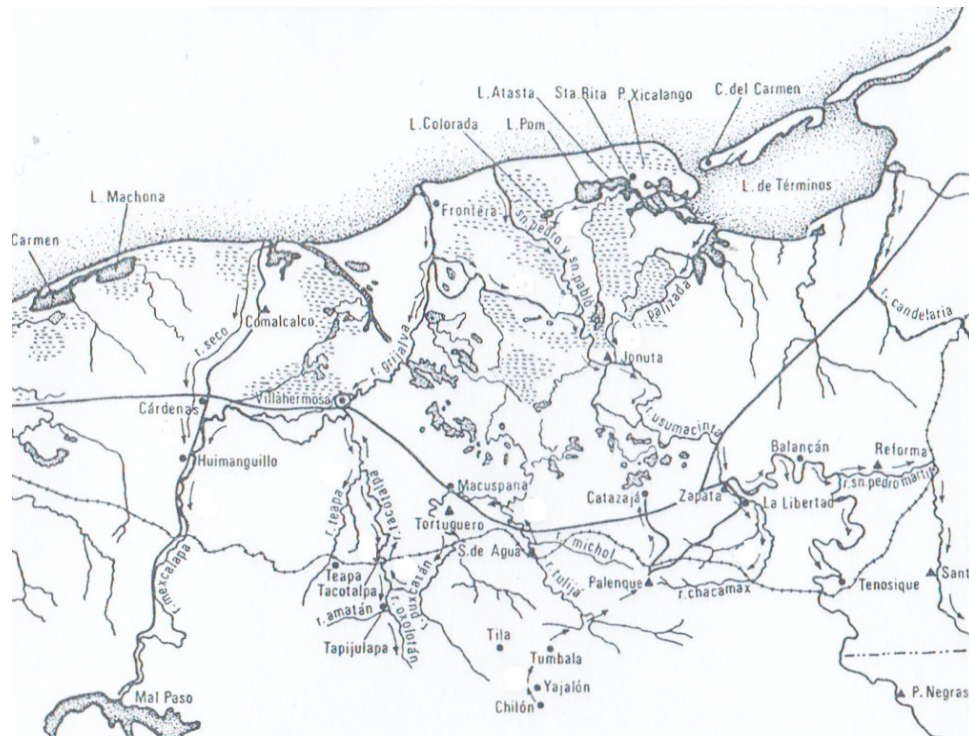 C. del Carmen
L. Atasta
Sta. Rita
P. Xicalango
L. Colorada
L. Pom
L. de Términos
L. Machona
Carmen
Frontera
r. sn. pedro y sn. pablo
r. palizada
r. candelaria
Comalcalco
r. seco
r. grijalva
Jonuta
Villahermosa
Cárdenas
r. usumacinta
Balancán
Reforma
Huimanguillo
Macuspana
Catazajá
Zapata
r. sn. pedro martir
La Libertad
r. teapa
r. tacotalpa
Tortuguero
S. de Agua
r. michol
r. tulijá
Palenque
r. chacamax
Tenosique
Sant
Teapa
Tacotalpa
r. puxcatán
r. oxolotán
r. amatán
Tapijulapa
r. mexcalapa
Tila
Tumbala
Yajalón
Chilón
Mal Paso
P. Negras